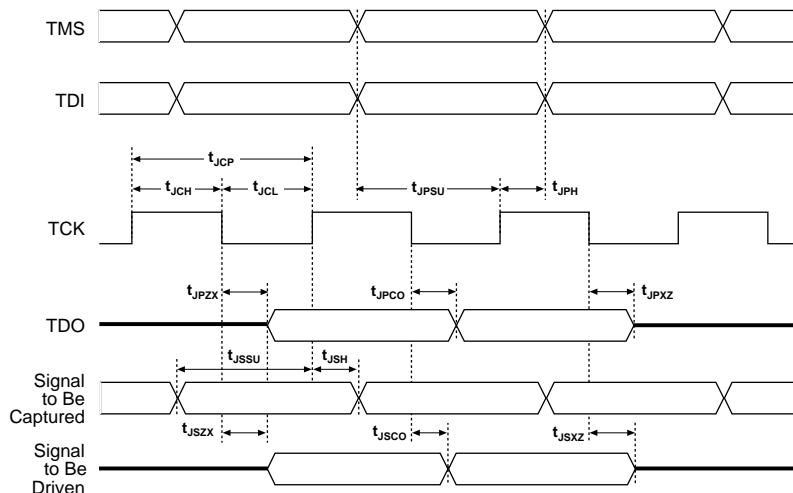 TMS
TDI
tJCP
tJCH
tJCL
tJPSU
tJPH
TCK
tJPZX
tJPCO
tJPXZ
TDO
tJSSU
tJSH
Signal
to Be
Captured
tJSZX
tJSCO
tJSXZ
Signal
to Be
Driven